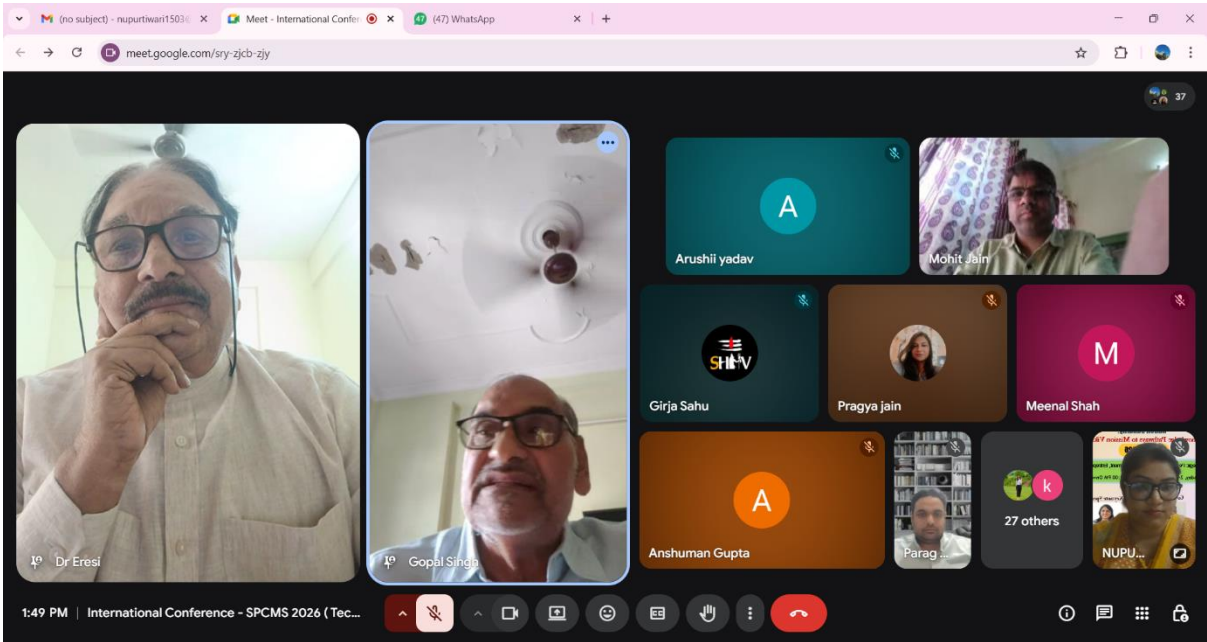 (no subject) - nupurtiwari1503@
Meet - International Confer
(47) WhatsApp
meet.google.com/sry-zjcb-zjy
37
A
Arushii yadav
Mohit Jain
SHIV
Girja Sahu
Pragya jain
M
Meenal Shah
A
Anshuman Gupta
Parag ...
k
27 others
NUPU...
Dr Eresi
Gopal Singh
1:49 PM | International Conference - SPCMS 2026 ( Tec...